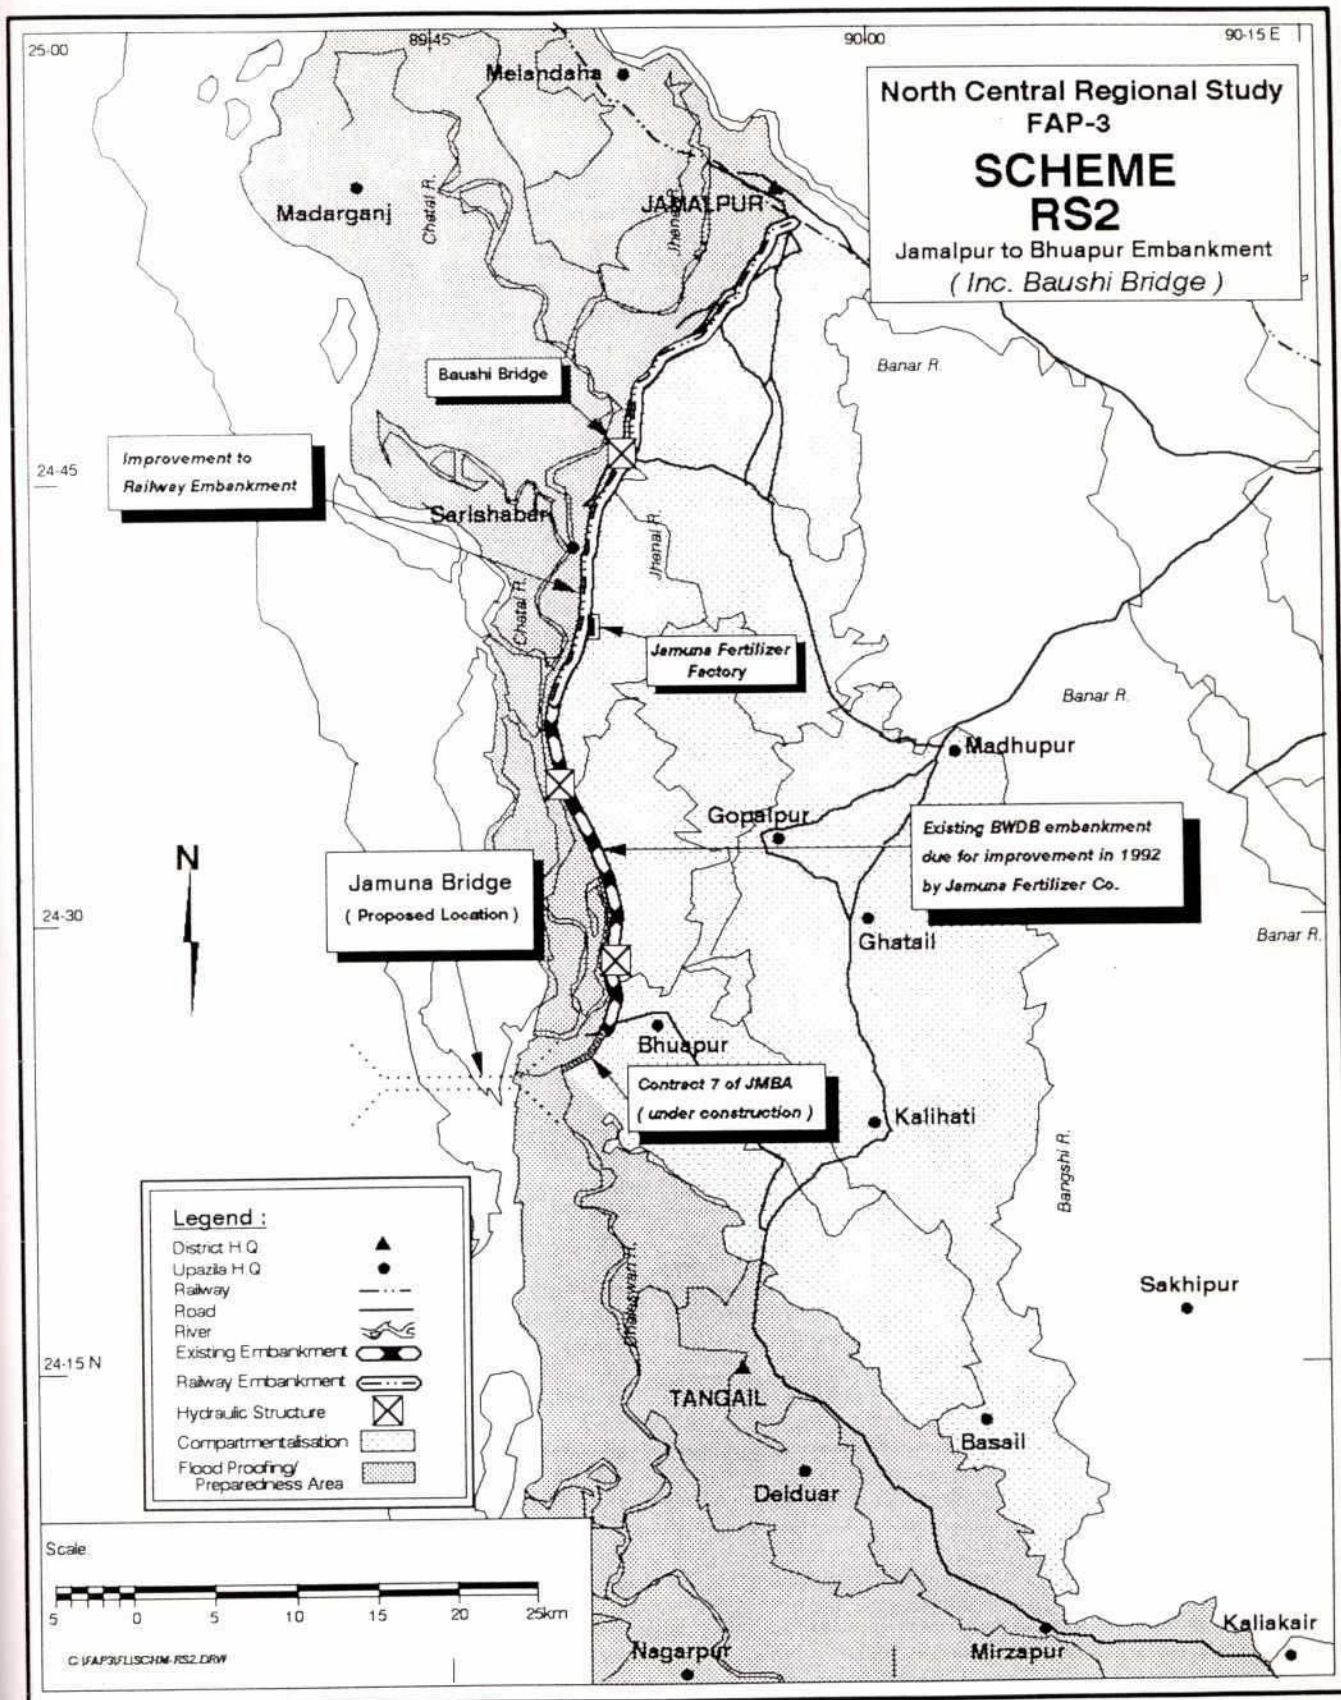 25-00
89-45
90-00
90-15 E
North Central Regional Study
FAP-3
SCHEME
RS2
Jamalpur to Bhuapur Embankment
( Inc. Baushi Bridge )
Melandaha
Madarganj
Chatal R.
Jhenai R.
JAMALPUR
Banar R.
Baushi Bridge
24-45
Improvement to
Railway Embankment
Sarishabari
Jhenai R.
Chatal R.
Jamuna Fertilizer
Factory
Banar R.
Madhupur
Gopalpur
Existing BWDB embankment
due for improvement in 1992
by Jamuna Fertilizer Co.
N
Jamuna Bridge
( Proposed Location )
24-30
Ghatail
Banar R.
Bhuapur
Contract 7 of JMBA
( under construction )
Kalihati
Bangshi R.
Legend :
District H.Q
Upazila H.Q
Railway
Road
River
Existing Embankment
Railway Embankment
Hydraulic Structure
Compartmentalisation
Flood Proofing/
Preparedness Area
Dhaleswari R.
Sakhipur
24-15 N
TANGAIL
Basail
Delduar
Scale
5 0 5 10 15 20 25km
Kaliakair
Nagarpur
Mirzapur